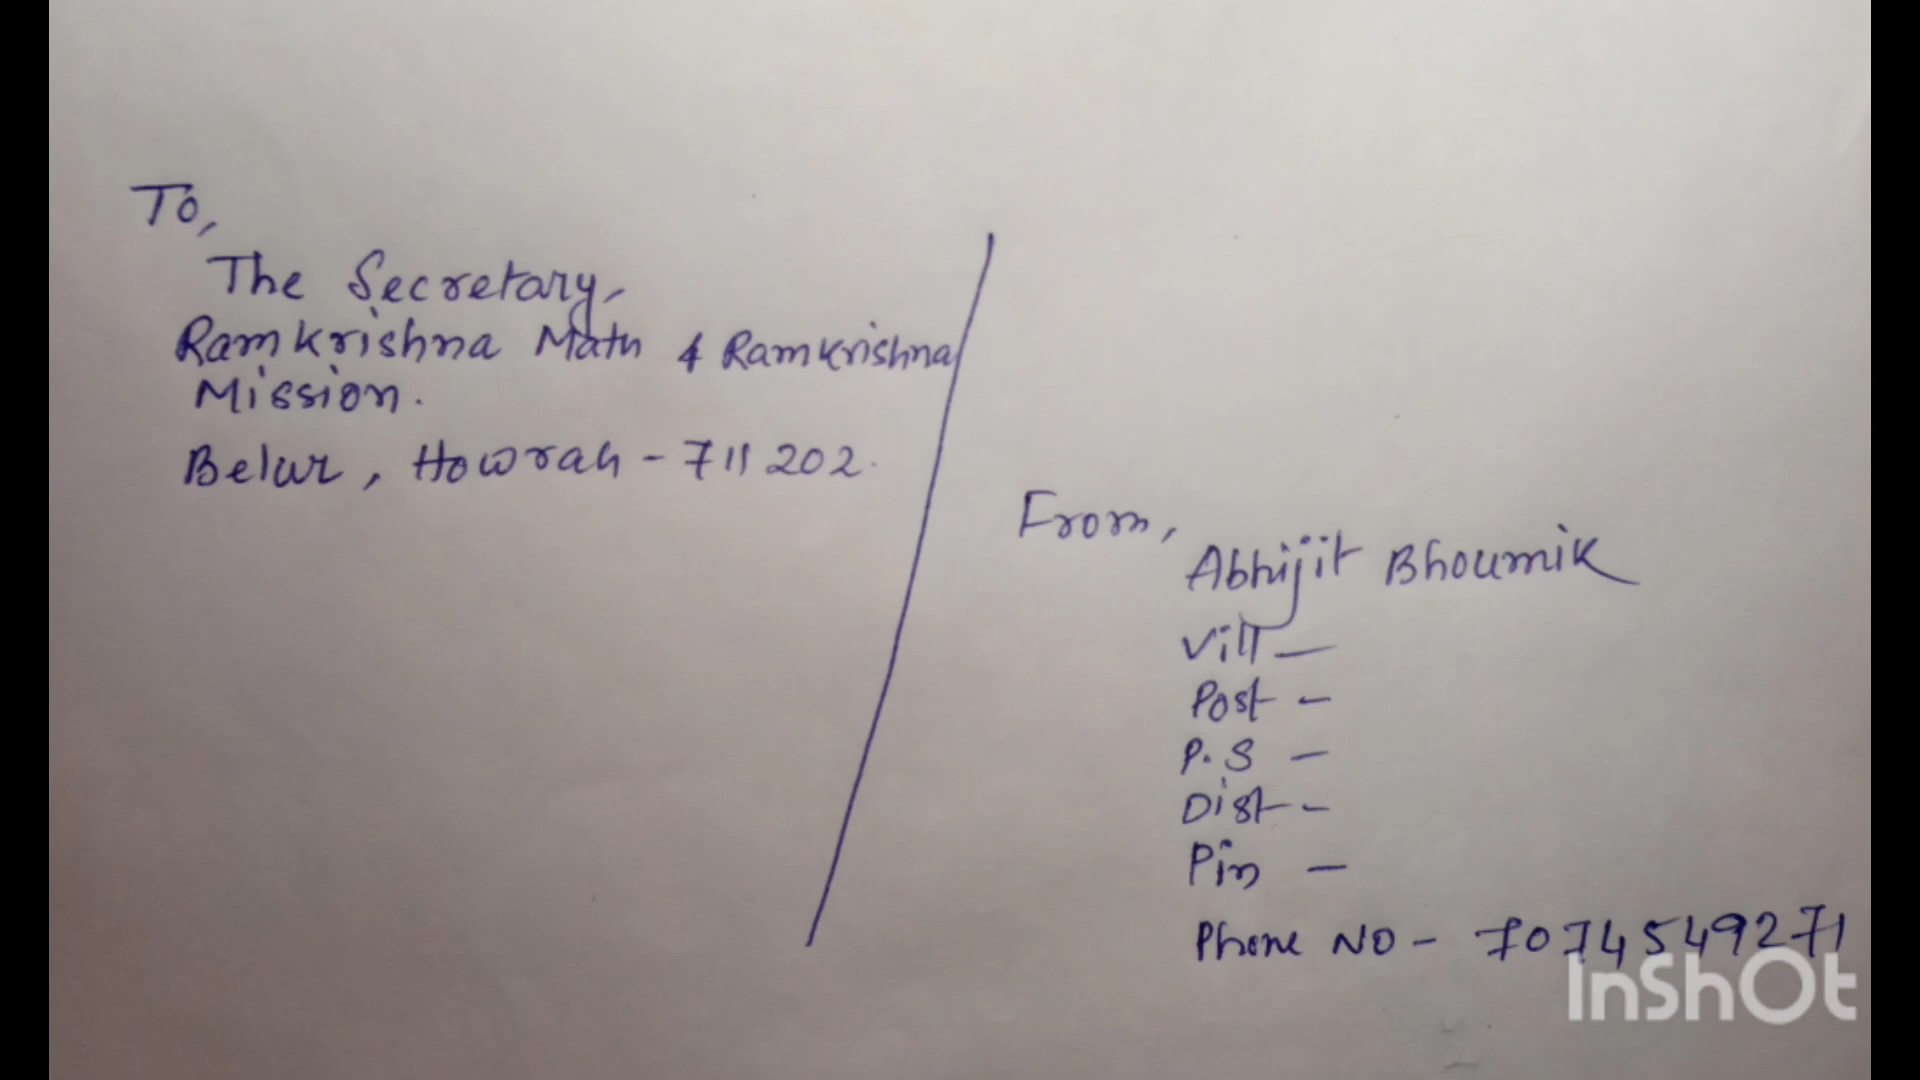 To,
The Secretary,
Ramkrishna Math & Ramkrishna
Mission.
Belur, Howrah - 711202.
From,
Abhijit Bhoumik
Vill —
Post -
P.S —
Dist -
Pin —
Phone NO - 7074549271
InShOt